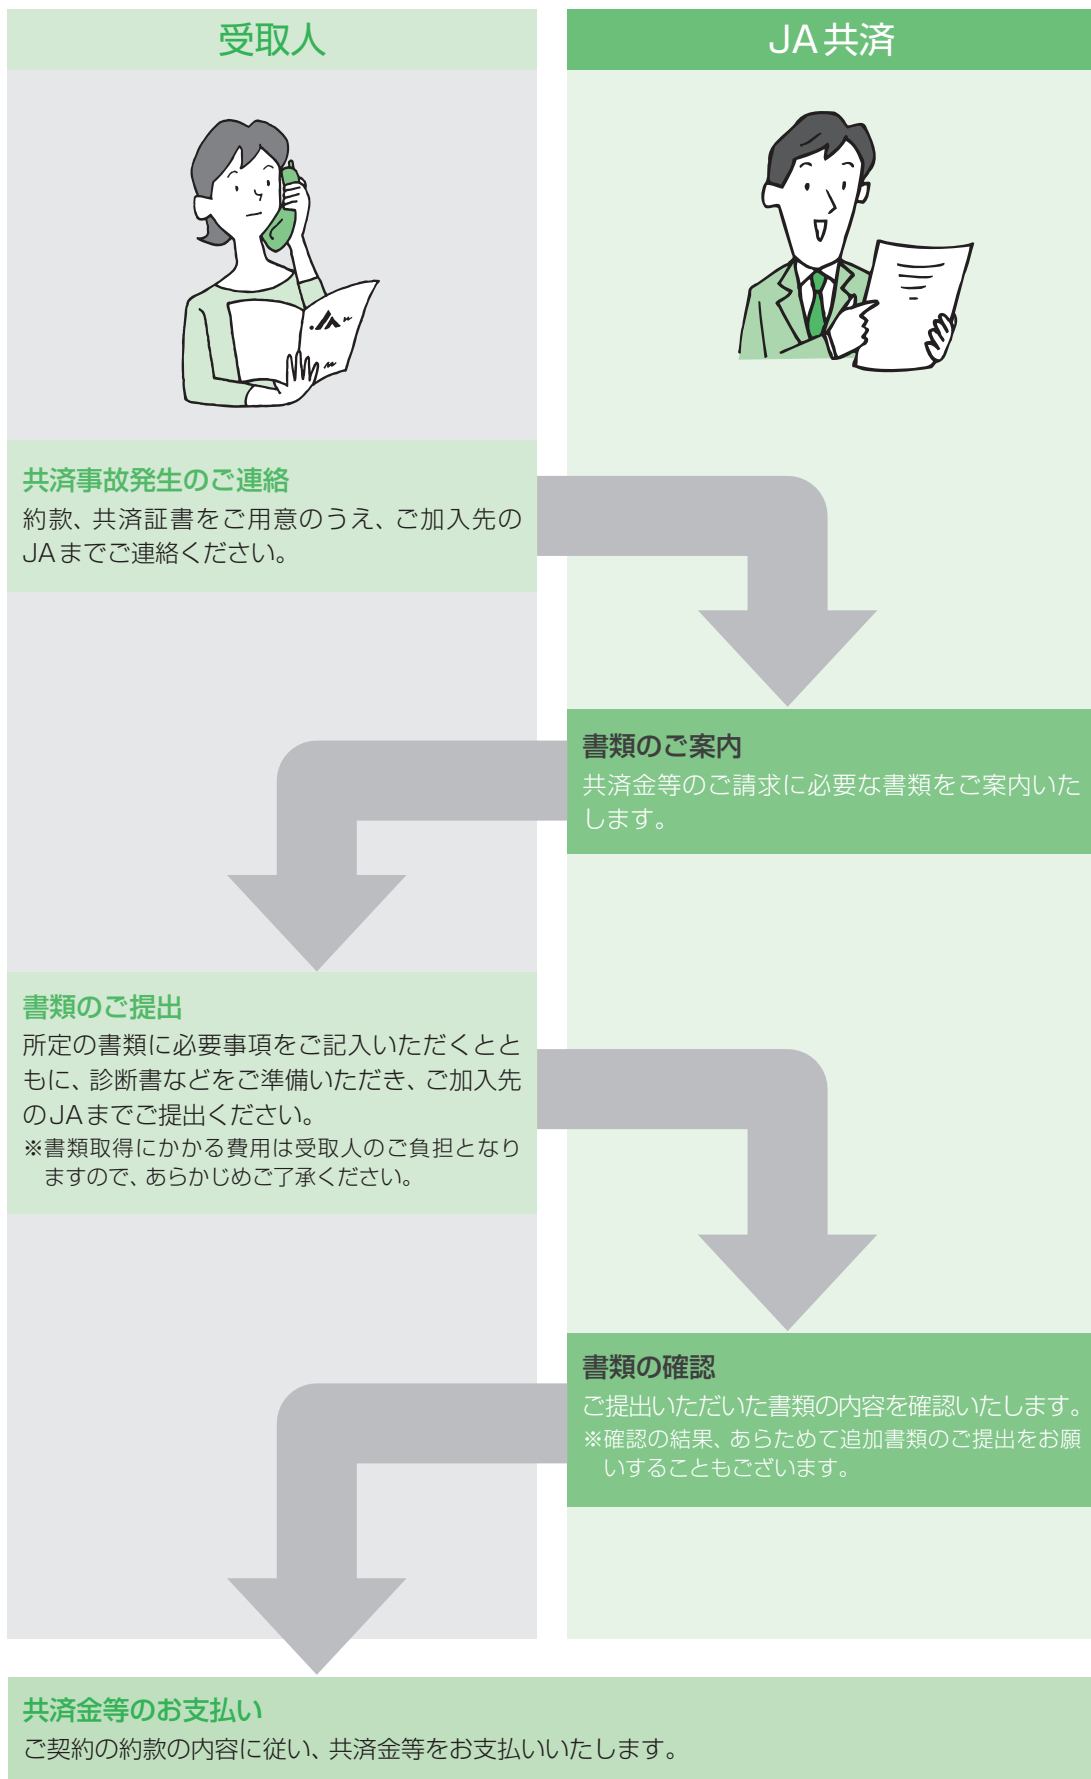 受取人
JA共済
共済事故発生のご連絡
約款、共済証書をご用意のうえ、ご加入先の
JAまでご連絡ください。
書類のご案内
共済金等のご請求に必要な書類をご案内いた
します。
書類のご提出
所定の書類に必要事項をご記入いただくとと
もに、診断書などをご準備いただき、ご加入先
のJAまでご提出ください。
※書類取得にかかる費用は受取人のご負担となり
ますので、あらかじめご了承ください。
書類の確認
ご提出いただいた書類の内容を確認いたします。
※確認の結果、あらためて追加書類のご提出をお願
いすることもございます。
共済金等のお支払い
ご契約の約款の内容に従い、共済金等をお支払いいたします。